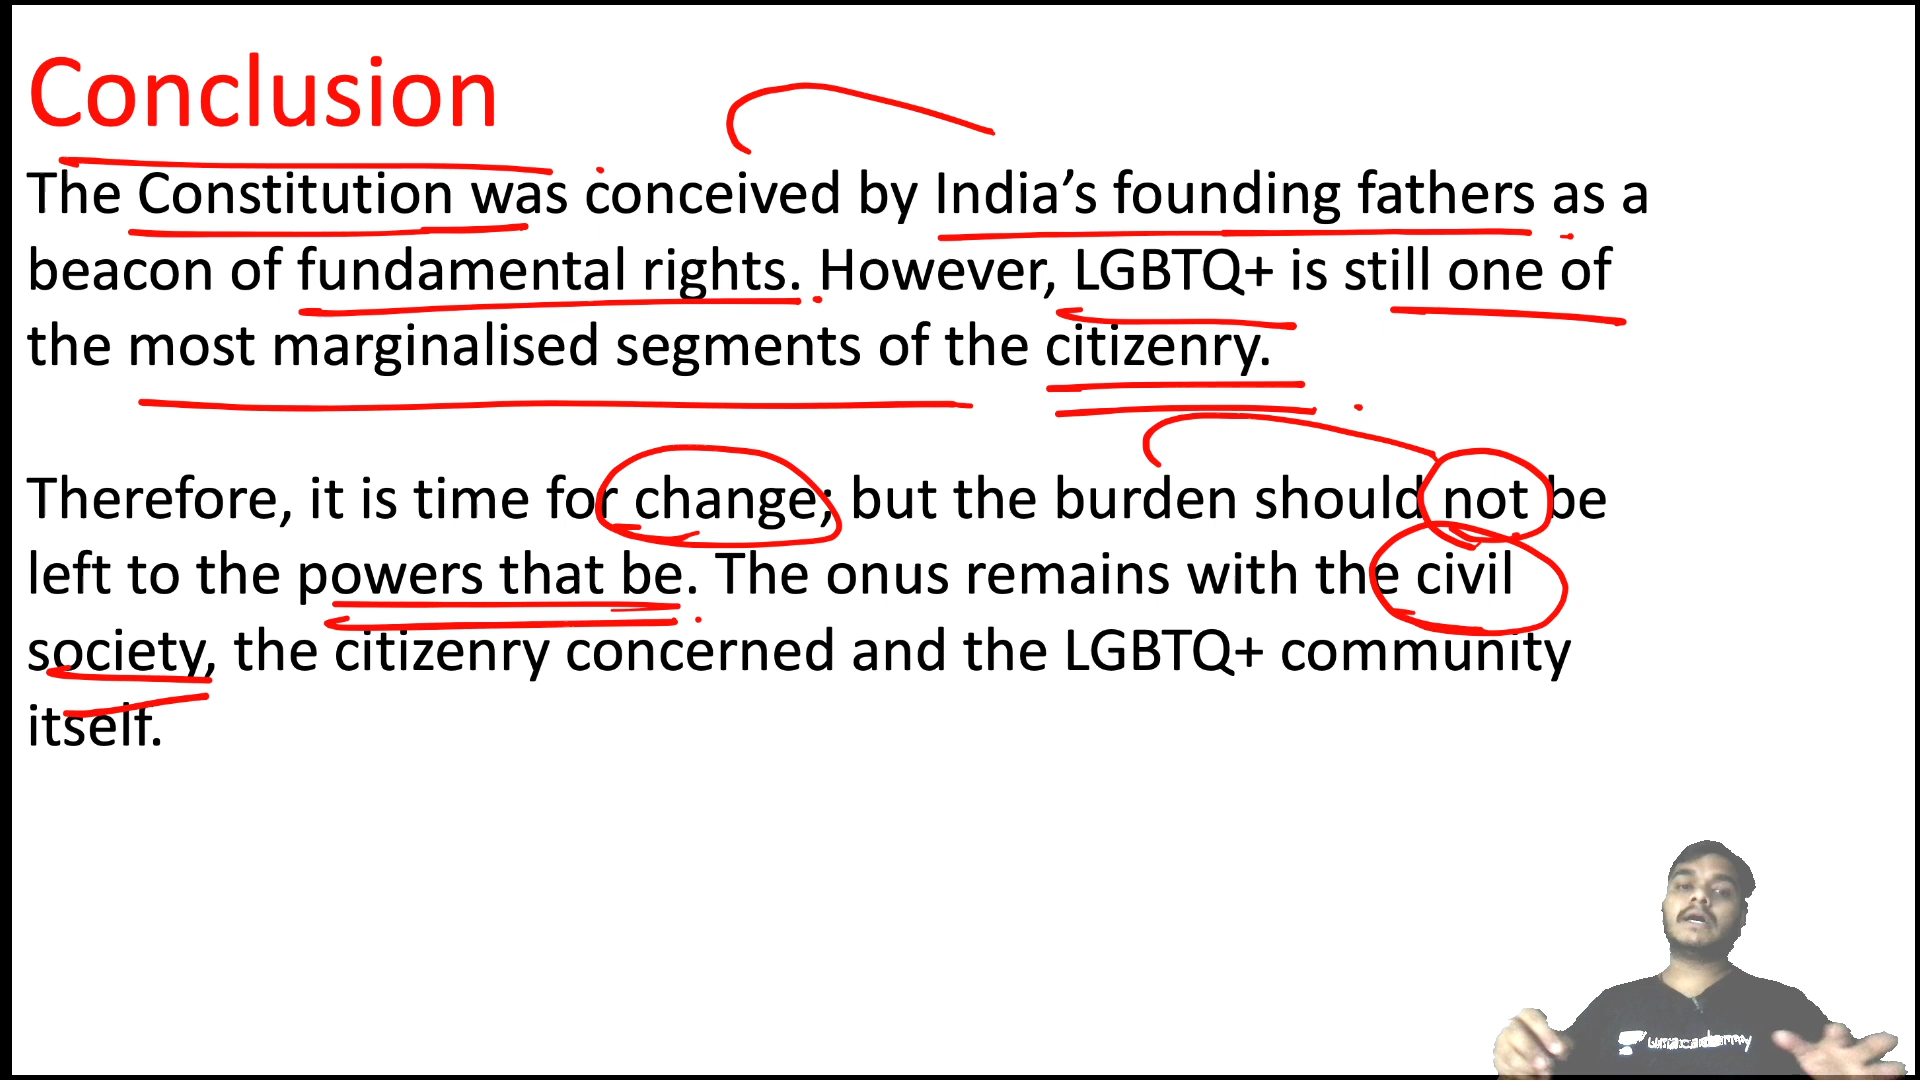 Conclusion
The Constitution was conceived by India’s founding fathers as a
beacon of fundamental rights. However, LGBTQ+ is still one of
the most marginalised segments of the citizenry.
Therefore, it is time for change; but the burden should not be
left to the powers that be. The onus remains with the civil
society, the citizenry concerned and the LGBTQ+ community
itself.
unacademy